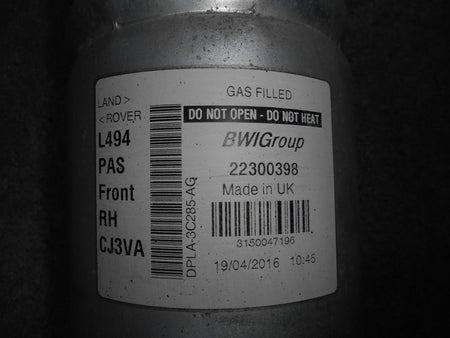 LAND >
< ROVER
L494
PAS
Front
RH
CJ3VA
DPLA-3C285-AG
GAS FILLED
DO NOT OPEN - DO NOT HEAT
BWIGroup
22300398
Made in UK
3150047196
19/04/2016 10:45